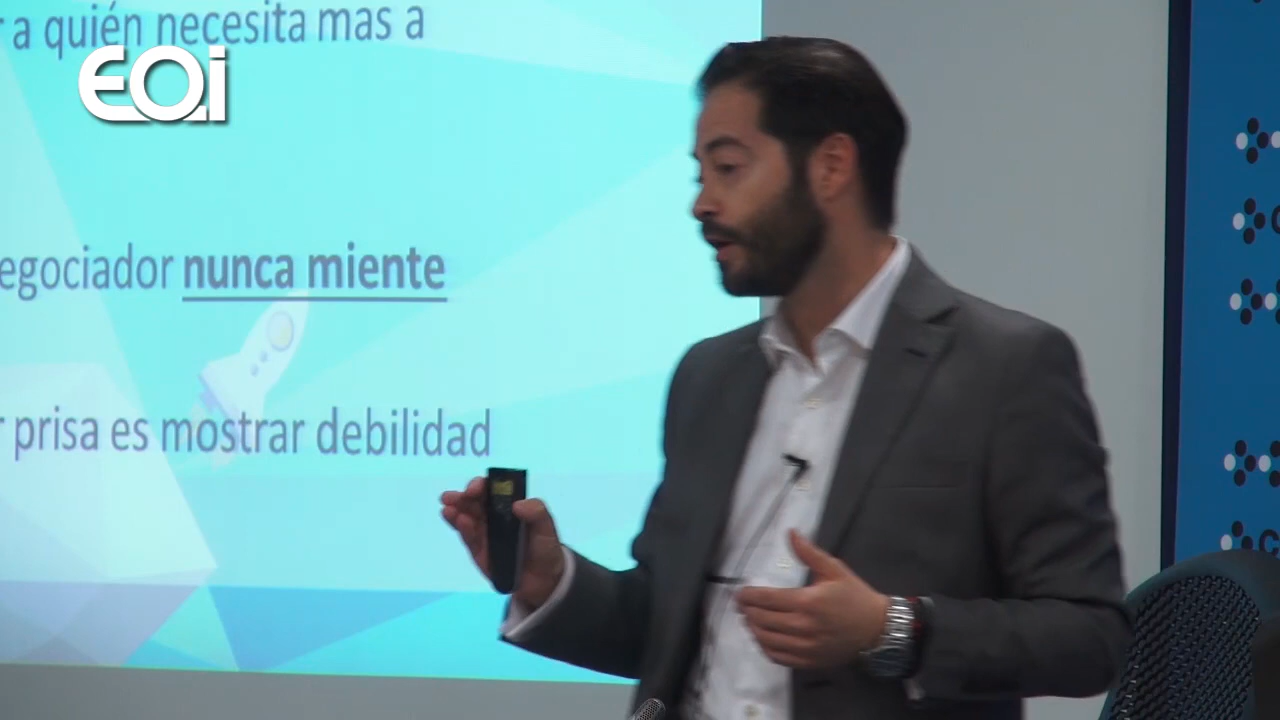 r a quién necesita mas a
EOi
egociador nunca miente
r prisa es mostrar debilidad